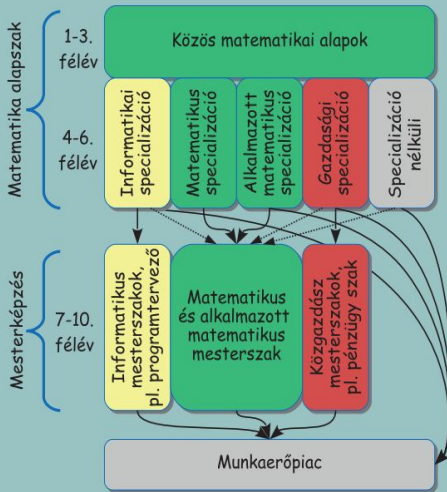 Matematika alapszak
1-3.
félév
Közös matematikai alapok
4-6.
félév
Informatikai
specializáció
Matematikus
specializáció
Alkalmazott
matematikus
specializáció
Gazdasági
specializáció
Specializáció
nélküli
Mesterképzés
7-10.
félév
Informatikus
mesterszakok,
pl. programtervező
Matematikus
és alkalmazott
matematikus
mesterszak
Közgazdász
mesterszakok,
pl. pénzügy szak
Munkaerőpiac